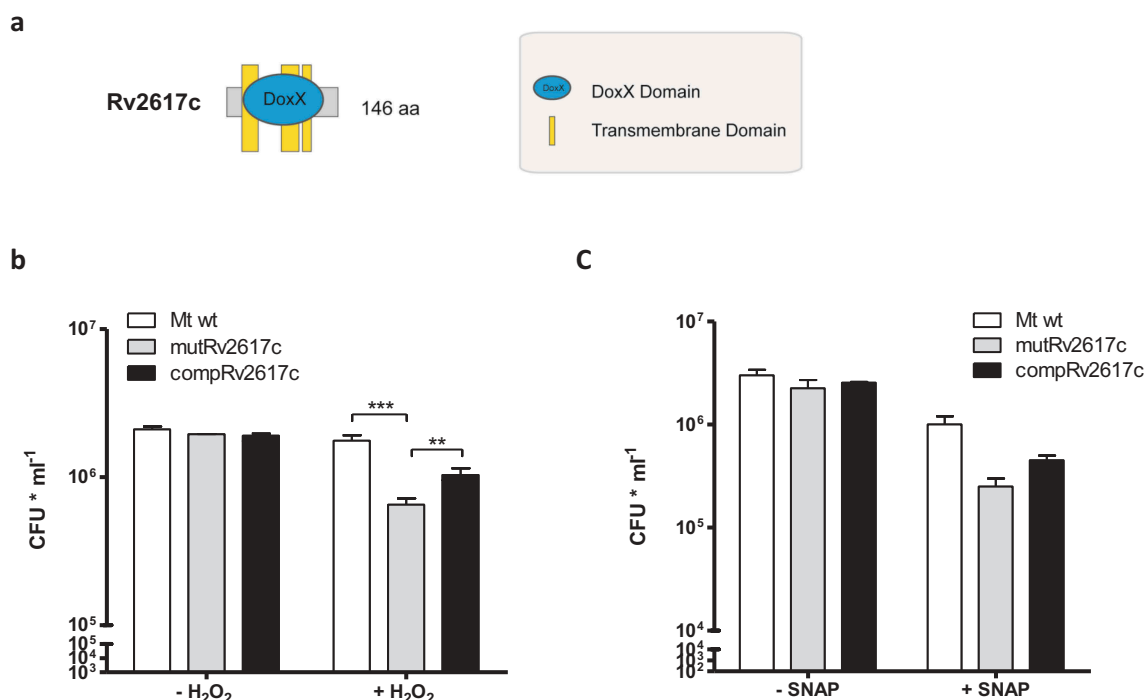 a
Rv2617c
DoxX
146 aa
DoxX
DoxX Domain
Transmembrane Domain
b
Mt wt
mutRv2617c
compRv2617c
CFU * ml⁻¹
10⁷
10⁶
10⁵
10⁵
10⁴
10³
***
**
- H₂O₂
+ H₂O₂
C
Mt wt
mutRv2617c
compRv2617c
CFU * ml⁻¹
10⁷
10⁶
10⁵
10⁴
10⁴
10³
10²
- SNAP
+ SNAP